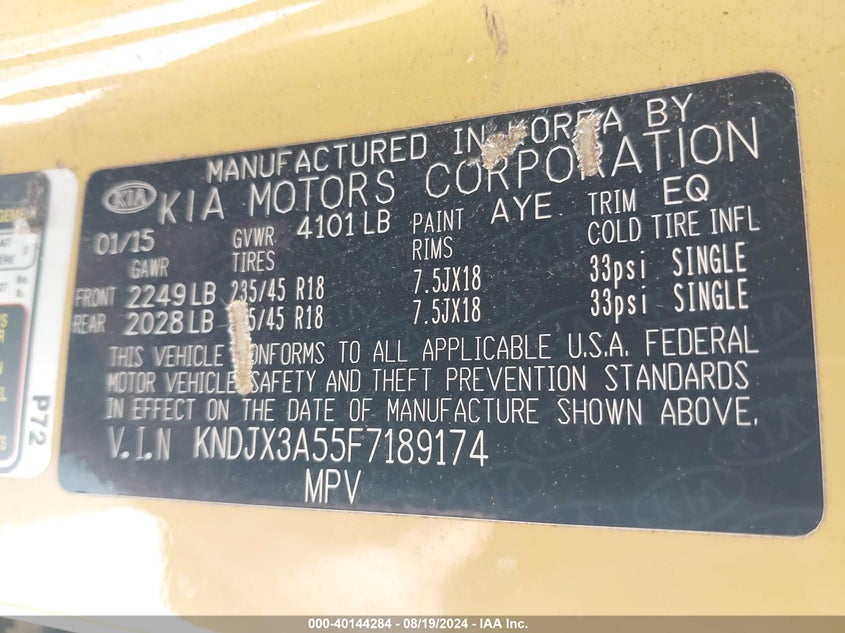 MANUFACTURED IN KOREA BY
KIA KIA MOTORS CORPORATION
01/15 GVWR 4101 LB PAINT AYE TRIM EQ
GAWR TIRES RIMS COLD TIRE INFL
FRONT 2249 LB 235/45 R18 7.5JX18 33psi SINGLE
REAR 2028 LB /45 R18 7.5JX18 33psi SINGLE
THIS VEHICLE CONFORMS TO ALL APPLICABLE U.S.A. FEDERAL
MOTOR VEHICLE SAFETY AND THEFT PREVENTION STANDARDS
IN EFFECT ON THE DATE OF MANUFACTURE SHOWN ABOVE.
V.I.N KNDJX3A55F7189174
MPV
P72
000-40144284 - 08/19/2024 - IAA Inc.